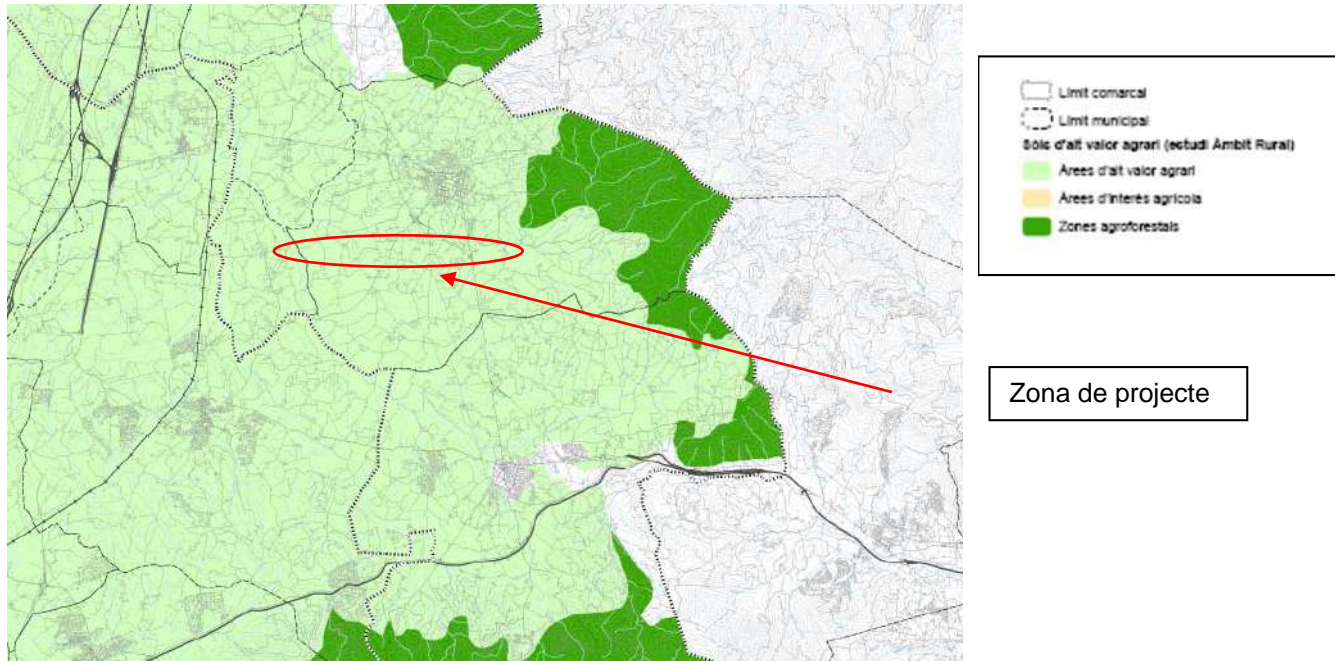 Límit comarcal
Límit municipal
Sòls d'alt valor agrari (estudi Àmbit Rural)
Àrees d'alt valor agrari
Àrees d'interès agrícola
Zones agroforestals
Zona de projecte